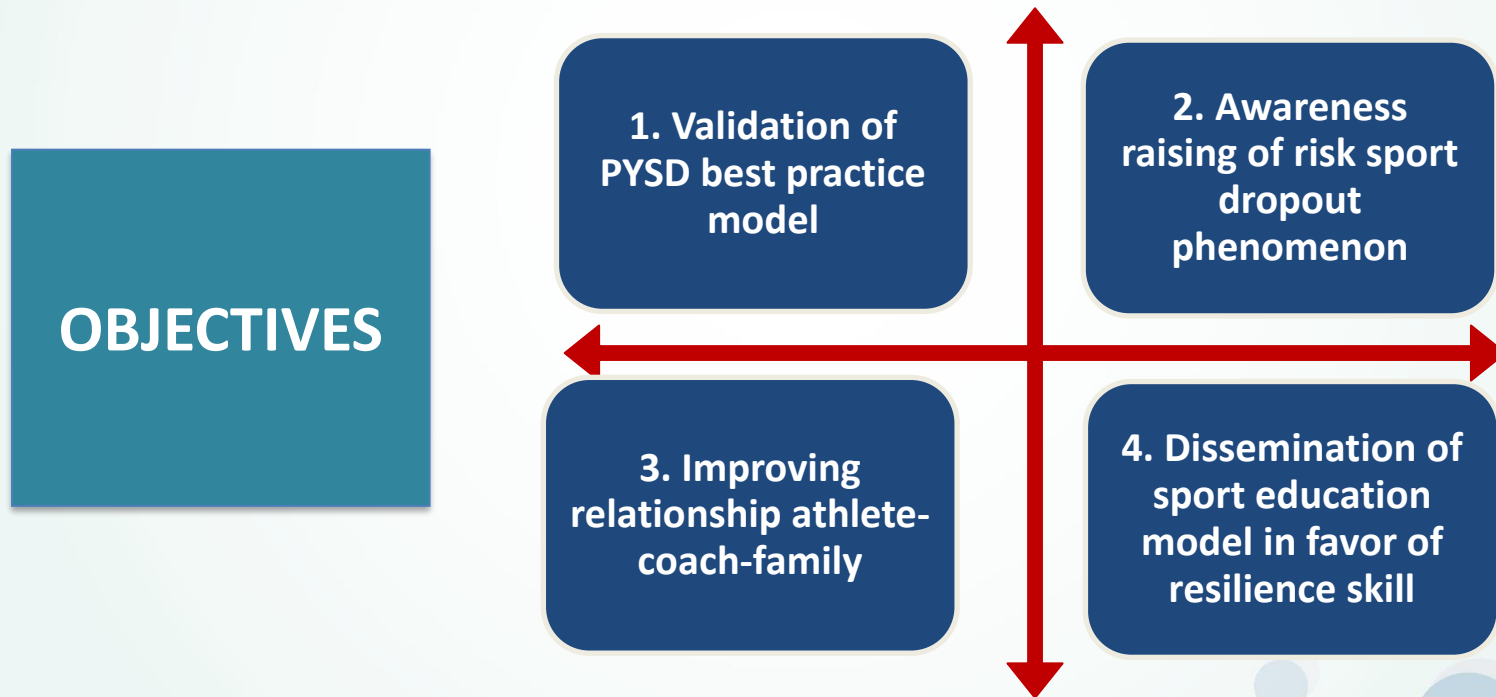 OBJECTIVES
1. Validation of
PYSD best practice
model
2. Awareness
raising of risk sport
dropout
phenomenon
3. Improving
relationship athlete-
coach-family
4. Dissemination of
sport education
model in favor of
resilience skill